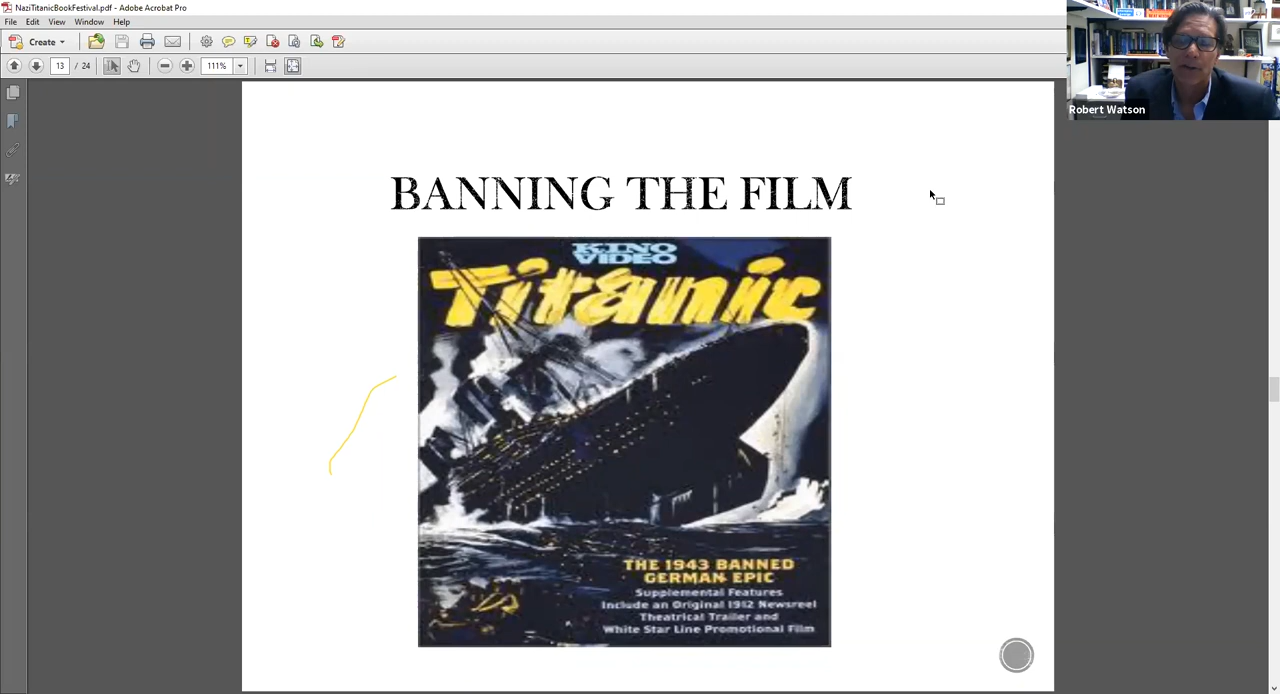 NaziTitanicBookFestival.pdf - Adobe Acrobat Pro
File Edit View Window Help
Create
13 / 24 111%
Robert Watson
BANNING THE FILM
KINO
VIDEO
Titanic
THE 1943 BANNED
GERMAN EPIC
Supplemental Features
Include an Original 1912 Newsreel
Theatrical Trailer and
White Star Line Promotional Film